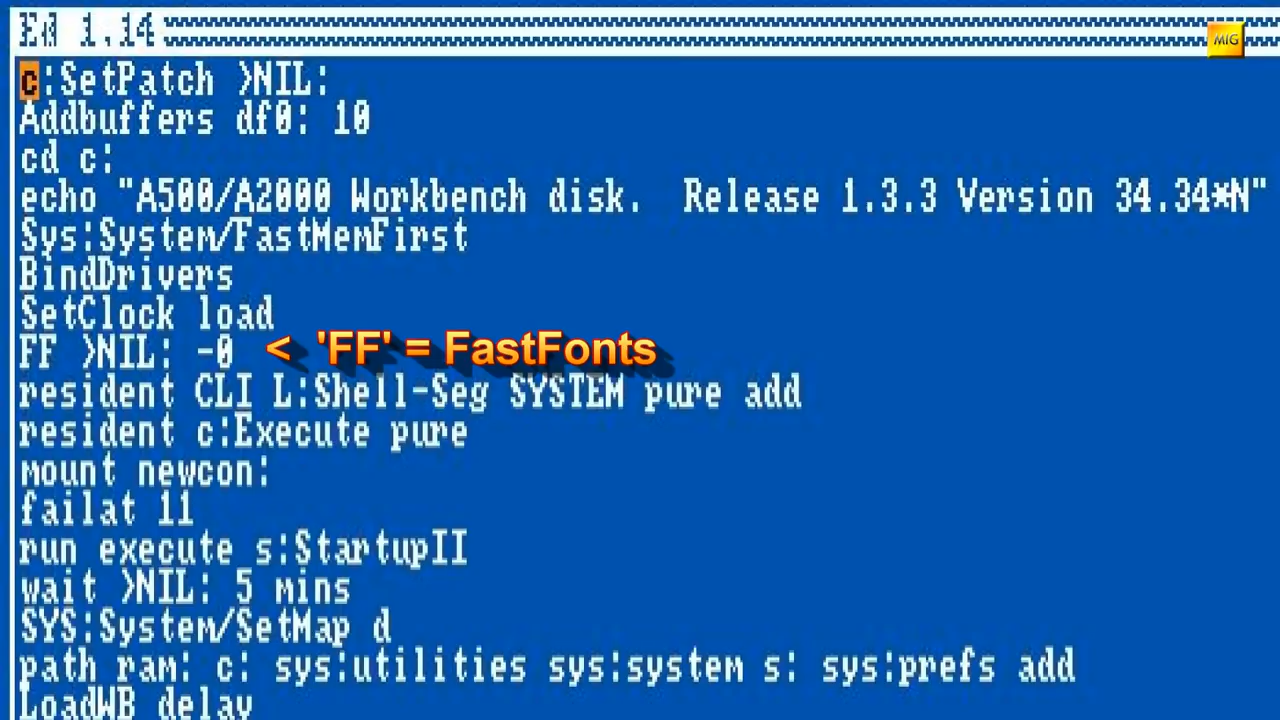 Ed 1.14
MIG
c:SetPatch >NIL:
Addbuffers df0: 10
cd c:
echo "A500/A2000 Workbench disk.  Release 1.3.3 Version 34.34*N"
Sys:System/FastMemFirst
BindDrivers
SetClock load
FF >NIL: -0 < 'FF' = FastFonts
resident CLI L:Shell-Seg SYSTEM pure add
resident c:Execute pure
mount newcon:
failat 11
run execute s:StartupII
wait >NIL: 5 mins
SYS:System/SetMap d
path ram: c: sys:utilities sys:system s: sys:prefs add
LoadWB delay